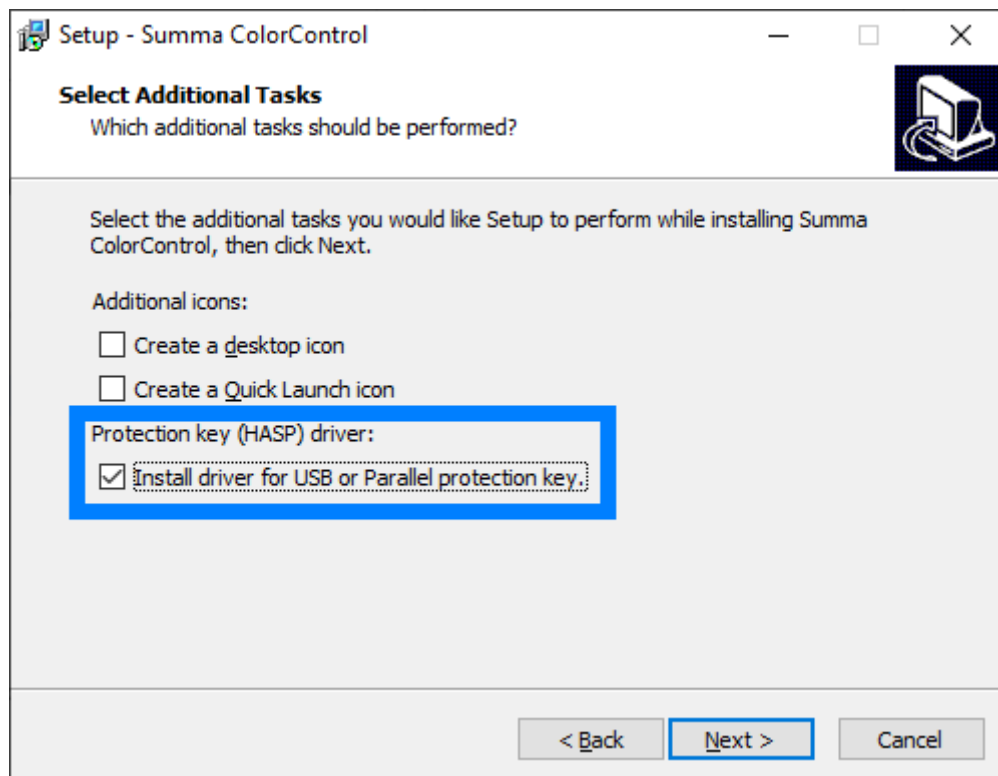 Setup - Summa ColorControl
Select Additional Tasks
Which additional tasks should be performed?
Select the additional tasks you would like Setup to perform while installing Summa
ColorControl, then click Next.
Additional icons:
Create a desktop icon
Create a Quick Launch icon
Protection key (HASP) driver:
Install driver for USB or Parallel protection key.
< Back Next > Cancel